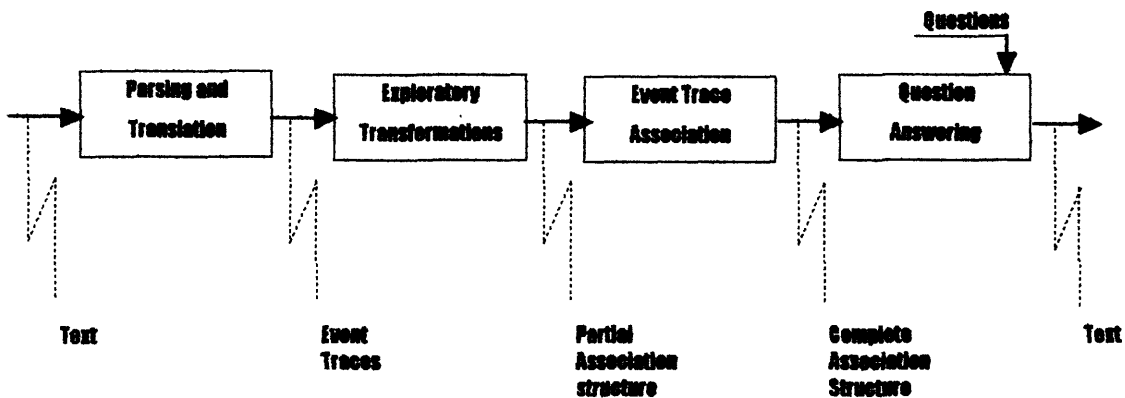 Questions
Parsing and
Translation
Exploratory
Transformations
Event Trace
Association
Question
Answering
Text
Event
Traces
Partial
Association
structure
Complete
Association
Structure
Text